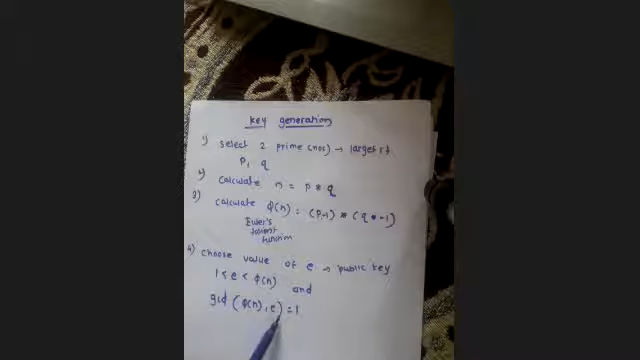 key generation
1) select 2 prime (nos) → larger
p, q
2) calculate n = p * q
3) calculate φ(n) = (p-1) * (q * -1)
Euler's
totient
function
4) choose value of e → public key
1 < e < φ(n) and
gcd (φ(n), e) = 1